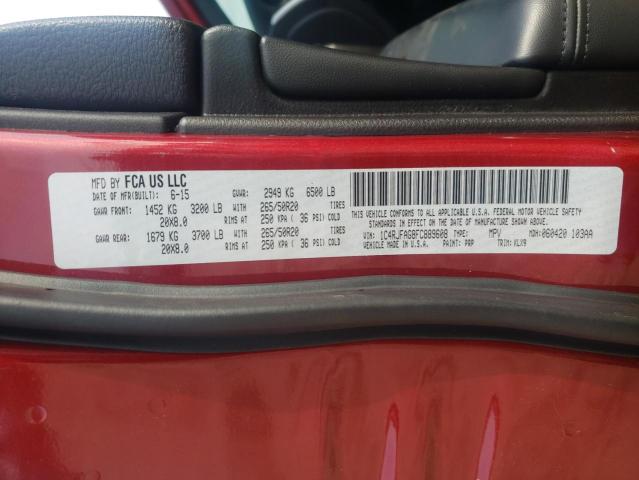 MFD BY FCA US LLC
DATE OF MFR(BUILT): 6-15 GVWR: 2949 KG 6500 LB
GAWR FRONT: 1452 KG 3200 LB WITH 265/50R20 TIRES
20X8.0 RIMS AT 250 KPA ( 36 PSI) COLD
GAWR REAR: 1679 KG 3700 LB WITH 265/50R20 TIRES
20X8.0 RIMS AT 250 KPA ( 36 PSI) COLD
THIS VEHICLE CONFORMS TO ALL APPLICABLE U.S.A. FEDERAL MOTOR VEHICLE SAFETY
STANDARDS IN EFFECT ON THE DATE OF MANUFACTURE SHOWN ABOVE.
VIN: 1C4RJFAG8FC889608 TYPE: MPV MDH:060420 103AA
VEHICLE MADE IN U.S.A. PAINT: PRP TRIM: KLX9